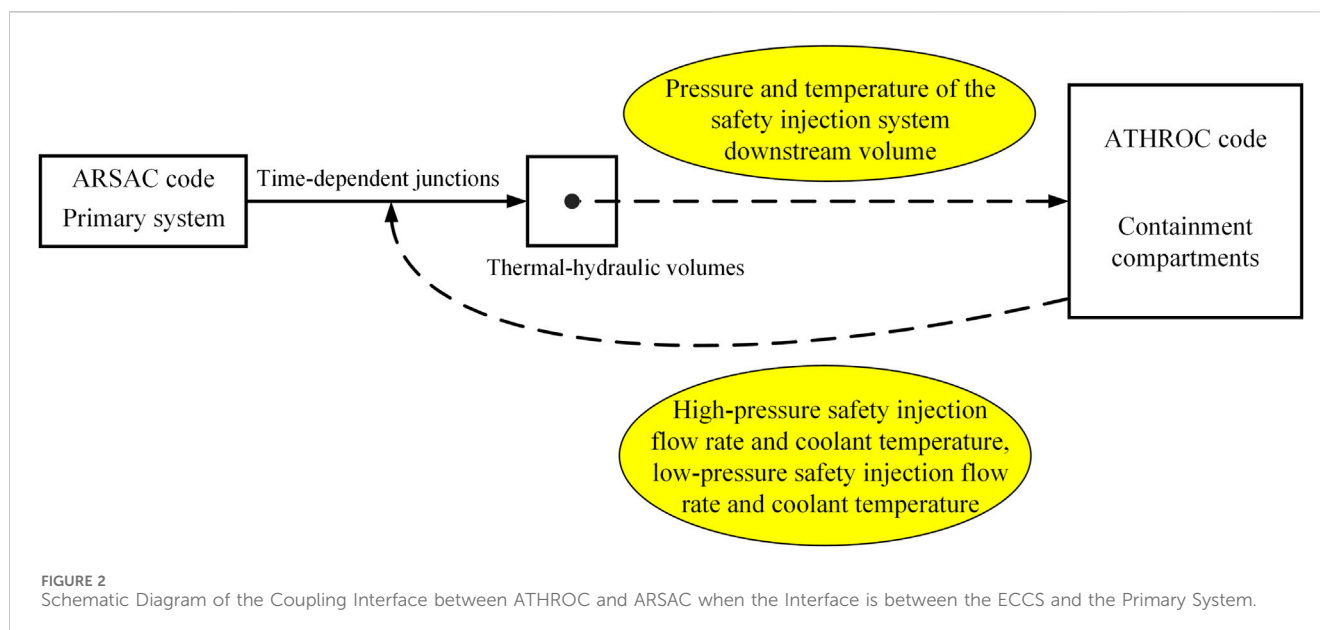 Pressure and temperature of the
safety injection system
downstream volume
ARSAC code
Primary system
Time-dependent junctions
Thermal-hydraulic volumes
ATHROC code
Containment
compartments
High-pressure safety injection
flow rate and coolant temperature,
low-pressure safety injection flow
rate and coolant temperature
FIGURE 2
Schematic Diagram of the Coupling Interface between ATHROC and ARSAC when the Interface is between the ECCS and the Primary System.